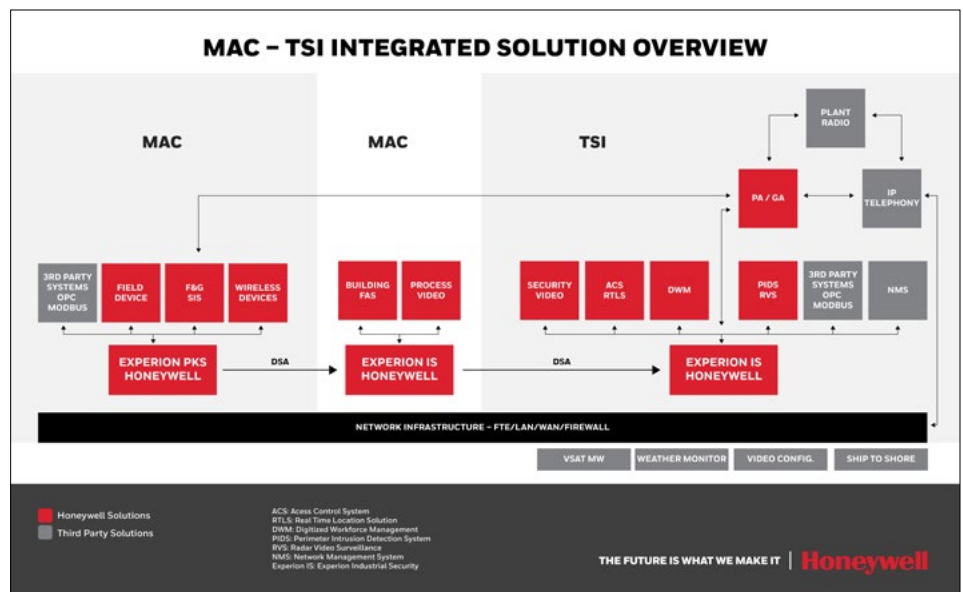 MAC – TSI INTEGRATED SOLUTION OVERVIEW
MAC
MAC
TSI
PLANT
RADIO
PA / GA
IP
TELEPHONY
3RD PARTY
SYSTEMS
OPC
MODBUS
FIELD
DEVICE
F&G
SIS
WIRELESS
DEVICES
BUILDING
FAS
PROCESS
VIDEO
SECURITY
VIDEO
ACS
RTLS
DWM
PIDS
RVS
3RD PARTY
SYSTEMS
OPC
MODBUS
NMS
EXPERION PKS
HONEYWELL
DSA
EXPERION IS
HONEYWELL
DSA
EXPERION IS
HONEYWELL
NETWORK INFRASTRUCTURE – FTE/LAN/WAN/FIREWALL
VSAT MW
WEATHER MONITOR
VIDEO CONFIG.
SHIP TO SHORE
Honeywell Solutions
Third Party Solutions
ACS: Acess Control System
RTLS: Real Time Location Solution
DWM: Digitized Workforce Management
PIDS: Perimeter Intrusion Detection System
RVS: Radar Video Surveillance
NMS: Network Management System
Experion IS: Experion Industrial Security
THE FUTURE IS WHAT WE MAKE IT | Honeywell